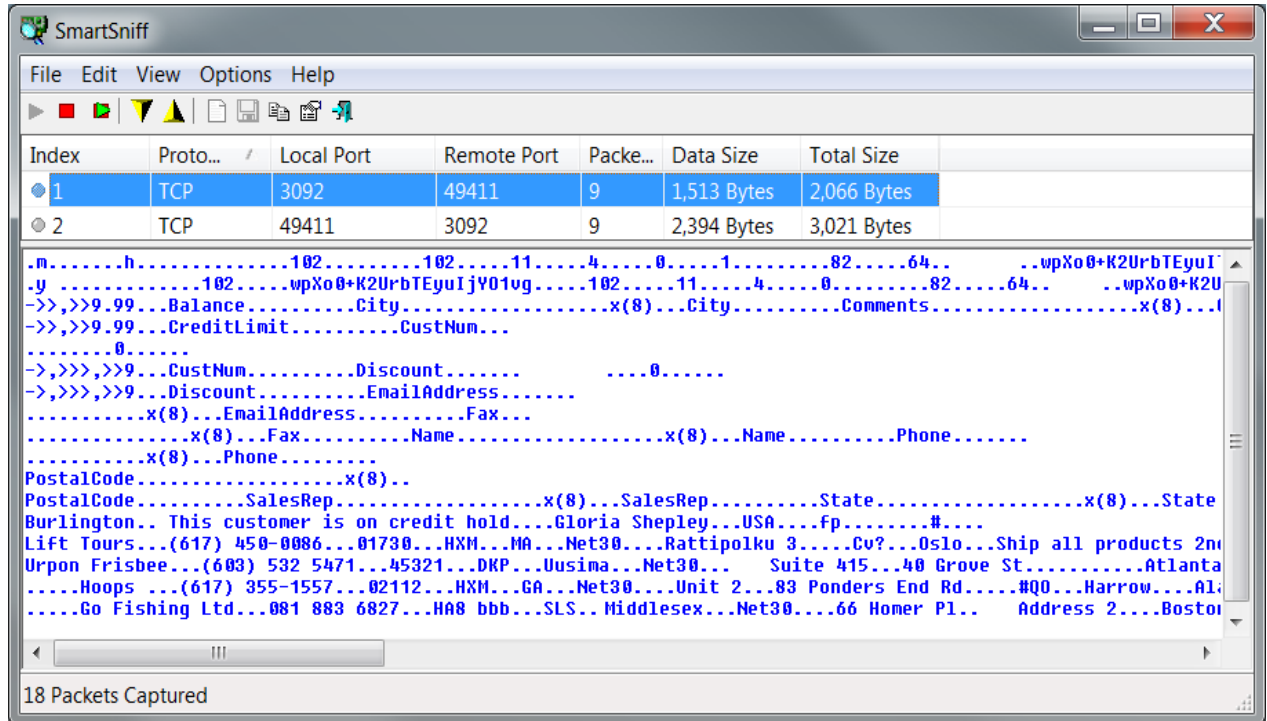 SmartSniff
File Edit View Options Help
Index Proto... / Local Port Remote Port Packe... Data Size Total Size
1 TCP 3092 49411 9 1,513 Bytes 2,066 Bytes
2 TCP 49411 3092 9 2,394 Bytes 3,021 Bytes
.m.......h..............102.........102.....11.....4.....0.....1.........82.....64.. ..wpXo0+K2UrbTEyuI
.y .............102.....wpXo0+K2UrbTEyuIjYO1vg.....102.....11.....4.....0.........82.....64.. ..wpXo0+K2U
->>,>>9.99...Balance..........City...................x(8)...City..........Comments...................x(8)...
->>,>>9.99...CreditLimit..........CustNum...
........0......
->,>>>,>>9...CustNum..........Discount....... ....0......
->,>>>,>>9...Discount..........EmailAddress.......
...........x(8)...EmailAddress..........Fax...
...............x(8)...Fax..........Name...................x(8)...Name..........Phone.......
...........x(8)...Phone.........
PostalCode...................x(8)..
PostalCode..........SalesRep...................x(8)...SalesRep..........State...................x(8)...State
Burlington.. This customer is on credit hold....Gloria Shepley...USA....fp........#....
Lift Tours...(617) 450-0086...01730...HXM...MA...Net30....Rattipolku 3.....Cv?...Oslo...Ship all products 2n
Urpon Frisbee...(603) 532 5471...45321...DKP...Uusima...Net30... Suite 415...40 Grove St...........Atlanta
.....Hoops ...(617) 355-1557...02112...HXM...GA...Net30....Unit 2...83 Ponders End Rd.....#QO...Harrow....Al
.....Go Fishing Ltd...081 883 6827...HA8 bbb...SLS.. Middlesex...Net30....66 Homer Pl.. Address 2....Bosto
18 Packets Captured